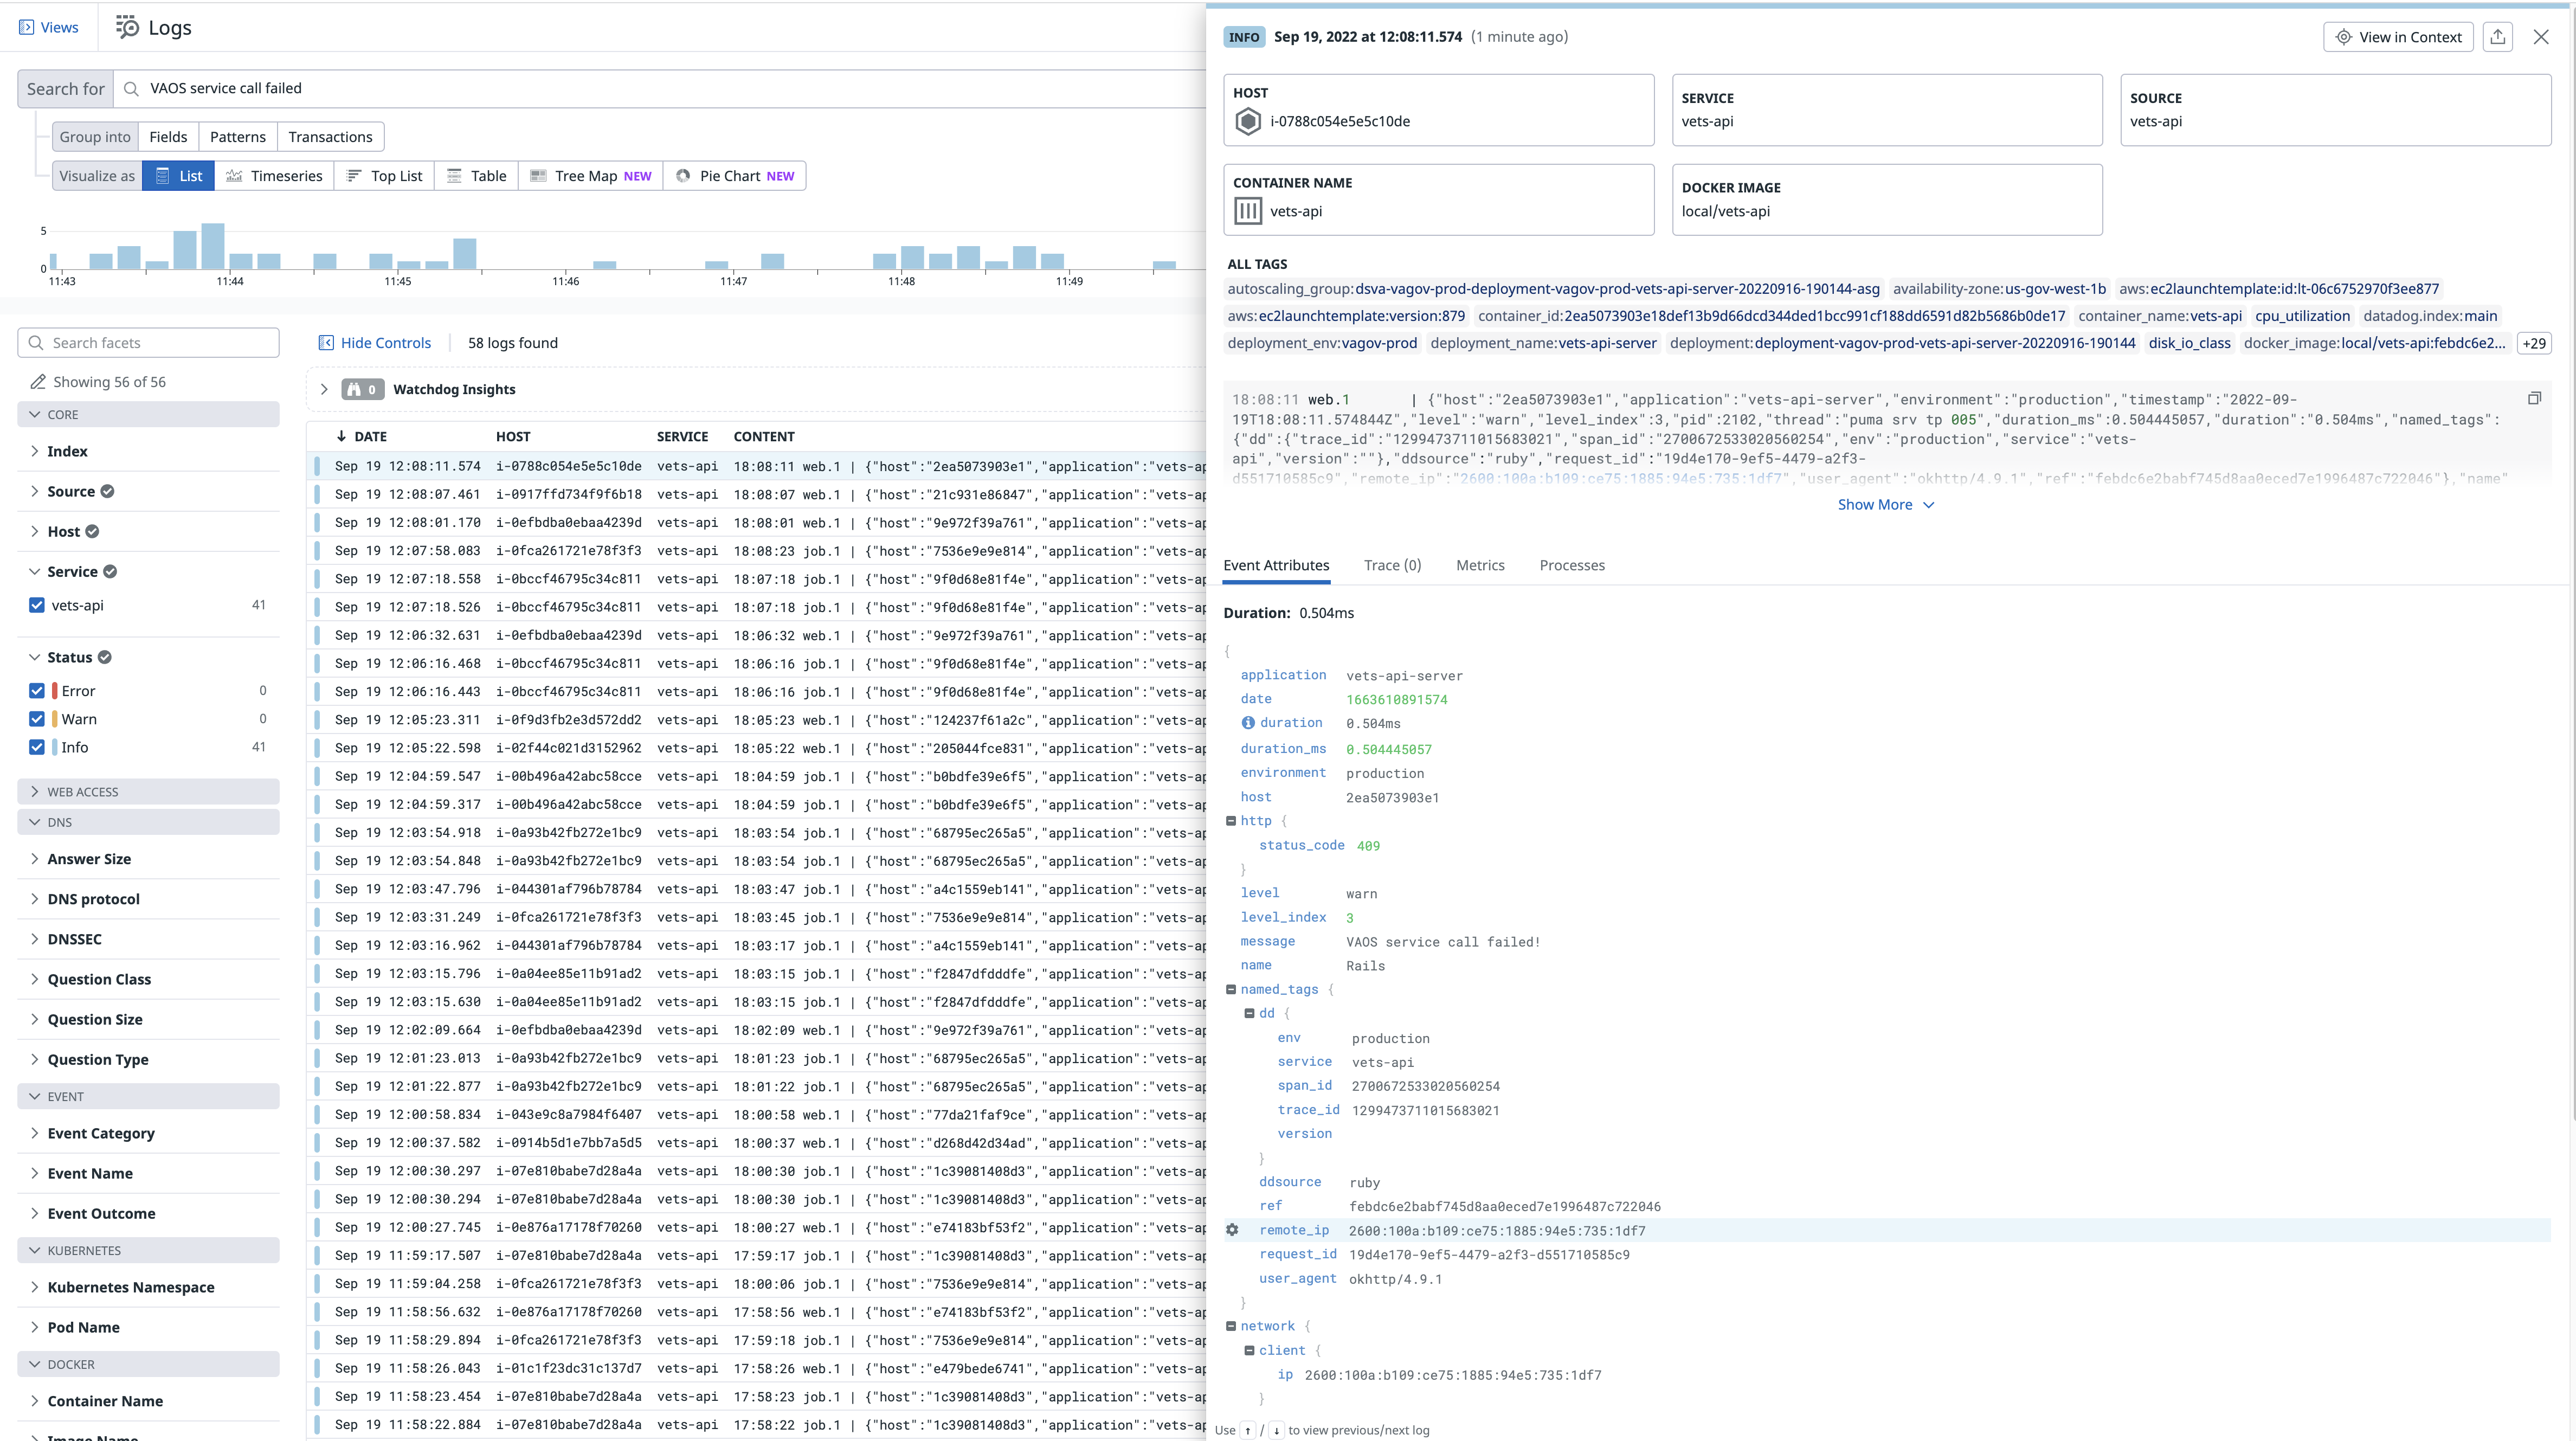 Views
Logs
Search for
VAOS service call failed
Group into
Fields
Patterns
Transactions
Visualize as
List
Timeseries
Top List
Table
Tree Map NEW
Pie Chart NEW
5
0
11:43
11:44
11:45
11:46
11:47
11:48
11:49
Search facets
Showing 56 of 56
CORE
Index
Source
Host
Service
vets-api 41
Status
Error 0
Warn 0
Info 41
WEB ACCESS
DNS
Answer Size
DNS protocol
DNSSEC
Question Class
Question Size
Question Type
EVENT
Event Category
Event Name
Event Outcome
KUBERNETES
Kubernetes Namespace
Pod Name
DOCKER
Container Name
Hide Controls
58 logs found
0 Watchdog Insights
DATE HOST SERVICE CONTENT
Sep 19 12:08:11.574 i-0788c054e5e5c10de vets-api 18:08:11 web.1 | {"host":"2ea5073903e1","application":"vets-ap
Sep 19 12:08:07.461 i-0917ffd734f9f6b18 vets-api 18:08:07 web.1 | {"host":"21c931e86847","application":"vets-ap
Sep 19 12:08:01.170 i-0efbdba0ebaa4239d vets-api 18:08:01 web.1 | {"host":"9e972f39a761","application":"vets-ap
Sep 19 12:07:58.083 i-0fca261721e78f3f3 vets-api 18:08:23 job.1 | {"host":"7536e9e9e814","application":"vets-ap
Sep 19 12:07:18.558 i-0bccf46795c34c811 vets-api 18:07:18 job.1 | {"host":"9f0d68e81f4e","application":"vets-ap
Sep 19 12:07:18.526 i-0bccf46795c34c811 vets-api 18:07:18 job.1 | {"host":"9f0d68e81f4e","application":"vets-ap
Sep 19 12:06:32.631 i-0efbdba0ebaa4239d vets-api 18:06:32 web.1 | {"host":"9e972f39a761","application":"vets-ap
Sep 19 12:06:16.468 i-0bccf46795c34c811 vets-api 18:06:16 job.1 | {"host":"9f0d68e81f4e","application":"vets-ap
Sep 19 12:06:16.443 i-0bccf46795c34c811 vets-api 18:06:16 job.1 | {"host":"9f0d68e81f4e","application":"vets-ap
Sep 19 12:05:23.311 i-0f9d3fb2e3d572dd2 vets-api 18:05:23 web.1 | {"host":"124237f61a2c","application":"vets-ap
Sep 19 12:05:22.598 i-02f44c021d3152962 vets-api 18:05:22 web.1 | {"host":"205044fce831","application":"vets-ap
Sep 19 12:04:59.547 i-00b496a42abc58cce vets-api 18:04:59 web.1 | {"host":"b0bdfe39e6f5","application":"vets-ap
Sep 19 12:04:59.317 i-00b496a42abc58cce vets-api 18:04:59 job.1 | {"host":"b0bdfe39e6f5","application":"vets-ap
Sep 19 12:03:54.918 i-0a93b42fb272e1bc9 vets-api 18:03:54 job.1 | {"host":"68795ec265a5","application":"vets-ap
Sep 19 12:03:54.848 i-0a93b42fb272e1bc9 vets-api 18:03:54 job.1 | {"host":"68795ec265a5","application":"vets-ap
Sep 19 12:03:47.796 i-044301af796b78784 vets-api 18:03:47 job.1 | {"host":"a4c1559eb141","application":"vets-ap
Sep 19 12:03:31.249 i-0fca261721e78f3f3 vets-api 18:03:45 job.1 | {"host":"7536e9e9e814","application":"vets-ap
Sep 19 12:03:16.962 i-044301af796b78784 vets-api 18:03:17 job.1 | {"host":"a4c1559eb141","application":"vets-ap
Sep 19 12:03:15.796 i-0a04ee85e11b91ad2 vets-api 18:03:15 job.1 | {"host":"f2847dfdddfe","application":"vets-ap
Sep 19 12:03:15.630 i-0a04ee85e11b91ad2 vets-api 18:03:15 job.1 | {"host":"f2847dfdddfe","application":"vets-ap
Sep 19 12:02:09.664 i-0efbdba0ebaa4239d vets-api 18:02:09 web.1 | {"host":"9e972f39a761","application":"vets-ap
Sep 19 12:01:23.013 i-0a93b42fb272e1bc9 vets-api 18:01:23 job.1 | {"host":"68795ec265a5","application":"vets-ap
Sep 19 12:01:22.877 i-0a93b42fb272e1bc9 vets-api 18:01:22 job.1 | {"host":"68795ec265a5","application":"vets-ap
Sep 19 12:00:58.834 i-043e9c8a7984f6407 vets-api 18:00:58 web.1 | {"host":"77da21faf9ce","application":"vets-ap
Sep 19 12:00:37.582 i-0914b5d1e7bb7a5d5 vets-api 18:00:37 web.1 | {"host":"d268d42d34ad","application":"vets-ap
Sep 19 12:00:30.297 i-07e810babe7d28a4a vets-api 18:00:30 job.1 | {"host":"1c39081408d3","application":"vets-ap
Sep 19 12:00:30.294 i-07e810babe7d28a4a vets-api 18:00:30 job.1 | {"host":"1c39081408d3","application":"vets-ap
Sep 19 12:00:27.745 i-0e876a17178f70260 vets-api 18:00:27 web.1 | {"host":"e74183bf53f2","application":"vets-ap
Sep 19 11:59:17.507 i-07e810babe7d28a4a vets-api 17:59:17 job.1 | {"host":"1c39081408d3","application":"vets-ap
Sep 19 11:59:04.258 i-0fca261721e78f3f3 vets-api 18:00:06 job.1 | {"host":"7536e9e9e814","application":"vets-ap
Sep 19 11:58:56.632 i-0e876a17178f70260 vets-api 17:58:56 web.1 | {"host":"e74183bf53f2","application":"vets-ap
Sep 19 11:58:29.894 i-0fca261721e78f3f3 vets-api 17:59:18 job.1 | {"host":"7536e9e9e814","application":"vets-ap
Sep 19 11:58:26.043 i-01c1f23dc31c137d7 vets-api 17:58:26 web.1 | {"host":"e479bede6741","application":"vets-ap
Sep 19 11:58:23.454 i-07e810babe7d28a4a vets-api 17:58:23 job.1 | {"host":"1c39081408d3","application":"vets-ap
Sep 19 11:58:22.884 i-07e810babe7d28a4a vets-api 17:58:22 job.1 | {"host":"1c39081408d3","application":"vets-ap
INFO Sep 19, 2022 at 12:08:11.574 (1 minute ago)
View in Context
HOST
i-0788c054e5e5c10de
SERVICE
vets-api
SOURCE
vets-api
CONTAINER NAME
vets-api
DOCKER IMAGE
local/vets-api
ALL TAGS
autoscaling_group:dsva-vagov-prod-deployment-vagov-prod-vets-api-server-20220916-190144-asg availability-zone:us-gov-west-1b aws:ec2launchtemplate:id:lt-06c6752970f3ee877
aws:ec2launchtemplate:version:879 container_id:2ea5073903e18def13b9d66dcd344ded1bcc991cf188dd6591d82b5686b0de17 container_name:vets-api cpu_utilization datadog.index:main
deployment_env:vagov-prod deployment_name:vets-api-server deployment:deployment-vagov-prod-vets-api-server-20220916-190144 disk_io_class docker_image:local/vets-api:febdc6e2... +29
18:08:11 web.1 | {"host":"2ea5073903e1","application":"vets-api-server","environment":"production","timestamp":"2022-09-
19T18:08:11.574844Z","level":"warn","level_index":3,"pid":2102,"thread":"puma srv tp 005","duration_ms":0.504445057,"duration":"0.504ms","named_tags":
{"dd":{"trace_id":"1299473711015683021","span_id":"2700672533020560254","env":"production","service":"vets-
api","version":""},"ddsource":"ruby","request_id":"19d4e170-9ef5-4479-a2f3-
d551710585c9","remote_ip":"2600:100a:b109:ce75:1885:94e5:735:1df7","user_agent":"okhttp/4.9.1","ref":"febdc6e2babf745d8aa0eced7e1996487c722046"},"name"
Show More
Event Attributes
Trace (0)
Metrics
Processes
Duration: 0.504ms
{
application vets-api-server
date 1663610891574
duration 0.504ms
duration_ms 0.504445057
environment production
host 2ea5073903e1
http {
status_code 409
}
level warn
level_index 3
message VAOS service call failed!
name Rails
named_tags {
dd {
env production
service vets-api
span_id 2700672533020560254
trace_id 1299473711015683021
version
}
ddsource ruby
ref febdc6e2babf745d8aa0eced7e1996487c722046
remote_ip 2600:100a:b109:ce75:1885:94e5:735:1df7
request_id 19d4e170-9ef5-4479-a2f3-d551710585c9
user_agent okhttp/4.9.1
}
network {
client {
ip 2600:100a:b109:ce75:1885:94e5:735:1df7
}
Use ↑ / ↓ to view previous/next log